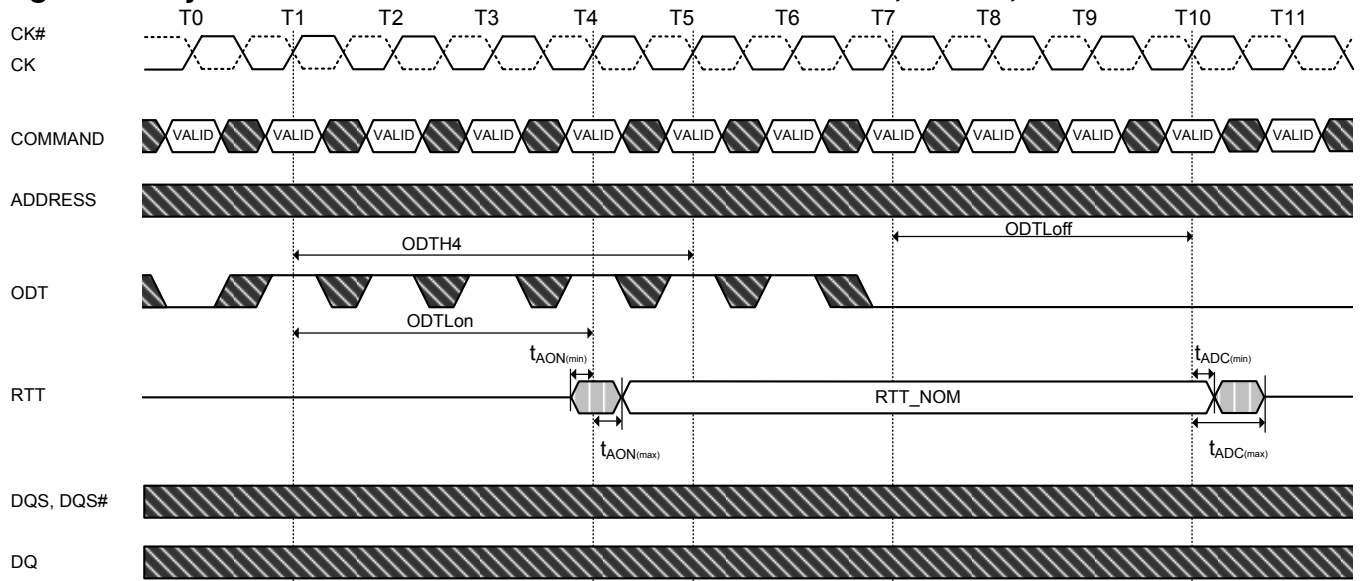 T0 T1 T2 T3 T4 T5 T6 T7 T8 T9 T10 T11
CK#
CK
COMMAND VALID VALID VALID VALID VALID VALID VALID VALID VALID VALID VALID VALID
ADDRESS
ODTLoff
ODTH4
ODT
ODTLon
tAON(min) tADC(min)
RTT RTT_NOM
tAON(max) tADC(max)
DQS, DQS#
DQ